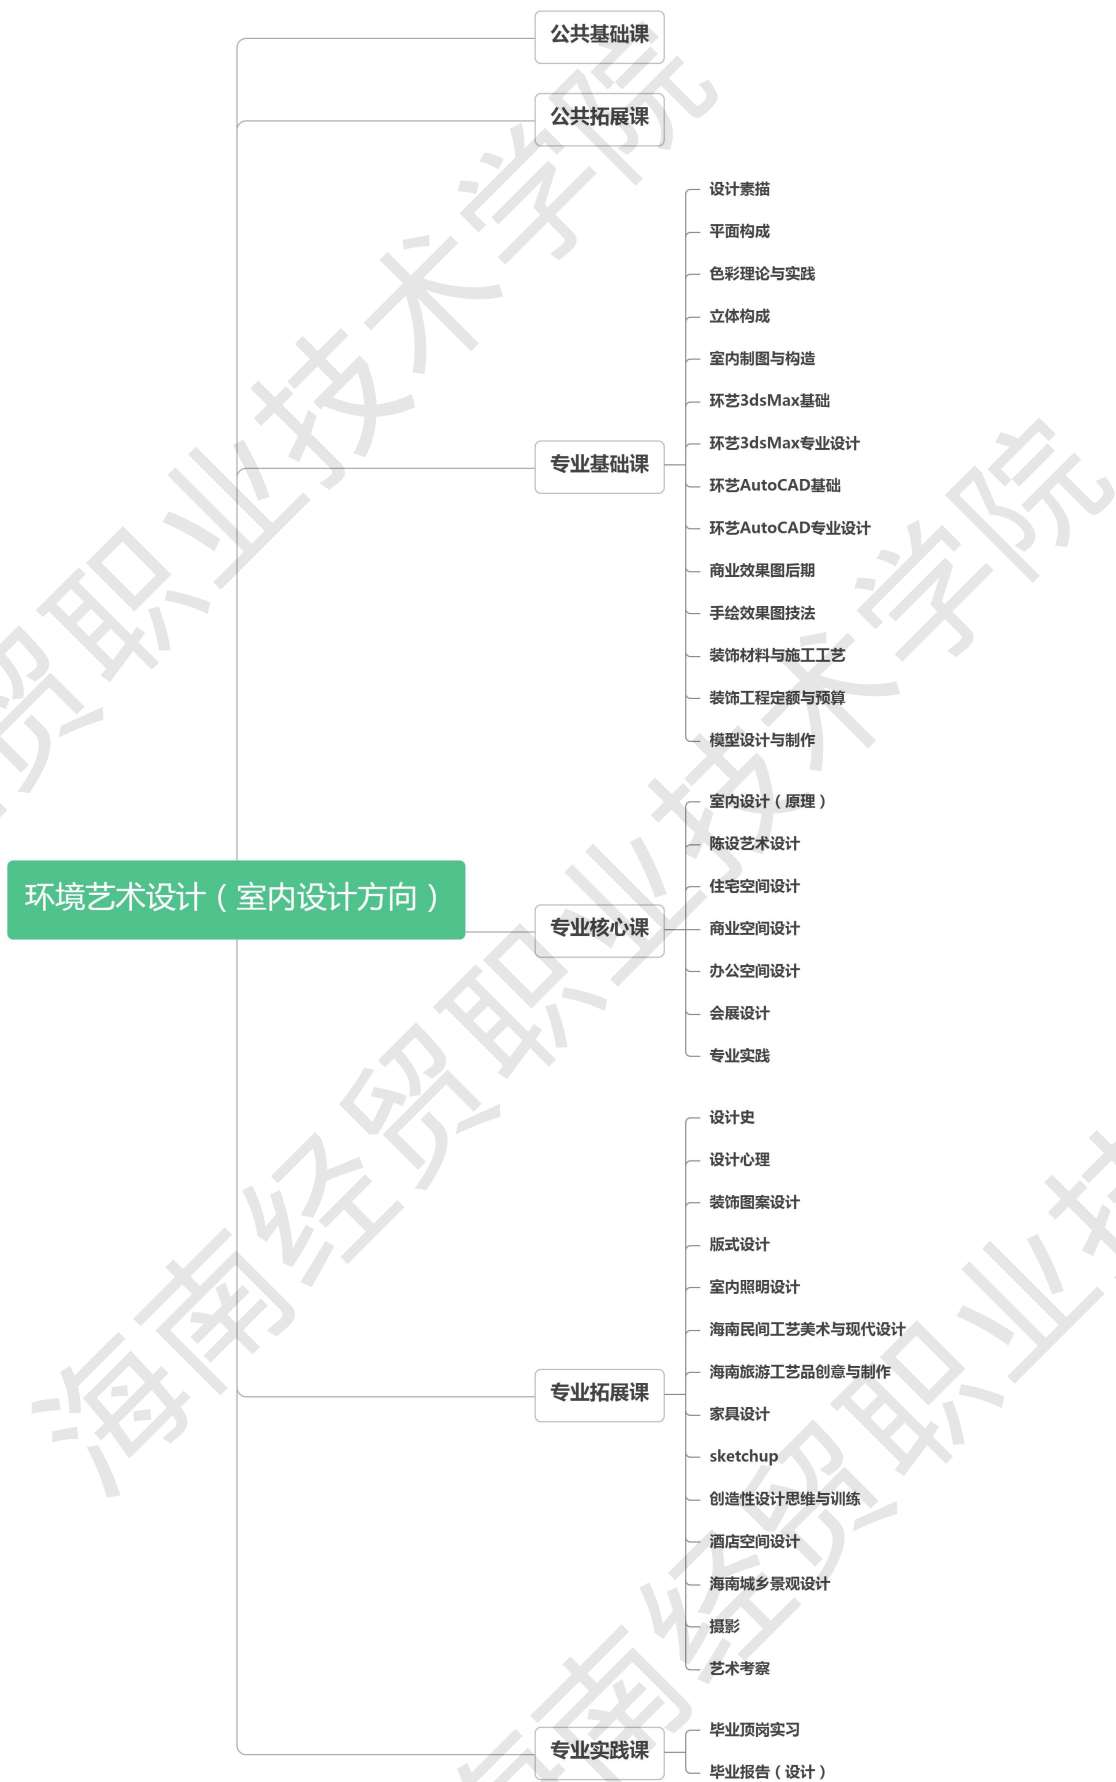 公共基础课
公共拓展课
设计素描
平面构成
色彩理论与实践
立体构成
室内制图与构造
环艺3dsMax基础
环艺3dsMax专业设计
专业基础课
环艺AutoCAD基础
环艺AutoCAD专业设计
商业效果图后期
手绘效果图技法
装饰材料与施工工艺
装饰工程定额与预算
模型设计与制作
环境艺术设计（室内设计方向）
室内设计（原理）
陈设艺术设计
住宅空间设计
专业核心课
商业空间设计
办公空间设计
会展设计
专业实践
设计史
设计心理
装饰图案设计
版式设计
室内照明设计
海南民间工艺美术与现代设计
海南旅游工艺品创意与制作
专业拓展课
家具设计
sketchup
创造性设计思维与训练
酒店空间设计
海南城乡景观设计
摄影
艺术考察
专业实践课
毕业顶岗实习
毕业报告（设计）
贸职业技术学院
海南经贸职业技术学院
海南经贸职业技